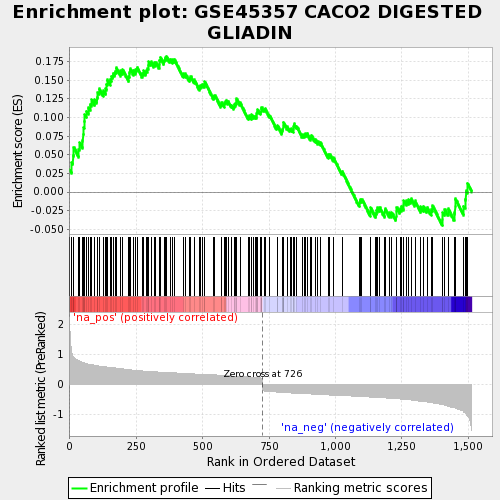 Enrichment plot: GSE45357 CACO2 DIGESTED
GLIADIN
Enrichment score (ES)
0.175
0.150
0.125
0.100
0.075
0.050
0.025
0.000
-0.025
-0.050
'na_pos' (positively correlated)
Ranked list metric (PreRanked)
2
1
0
-1
Zero cross at 726
'na_neg' (negatively correlated)
0
250
500
750
1,000
1,250
1,500
Rank in Ordered Dataset
Enrichment profile
Hits
Ranking metric scores